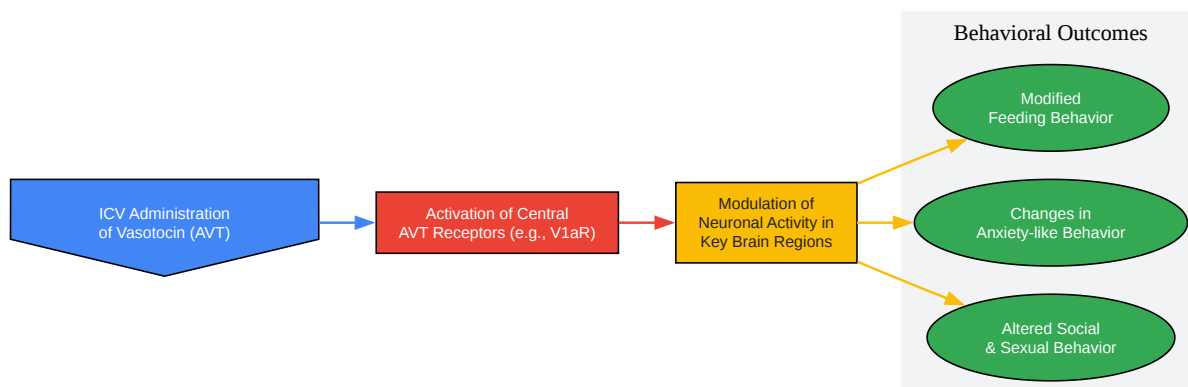 Behavioral Outcomes
ICV Administration
of Vasotocin (AVT)
Activation of Central
AVT Receptors (e.g., V1aR)
Modulation of
Neuronal Activity in
Key Brain Regions
Modified
Feeding Behavior
Changes in
Anxiety-like Behavior
Altered Social
& Sexual Behavior